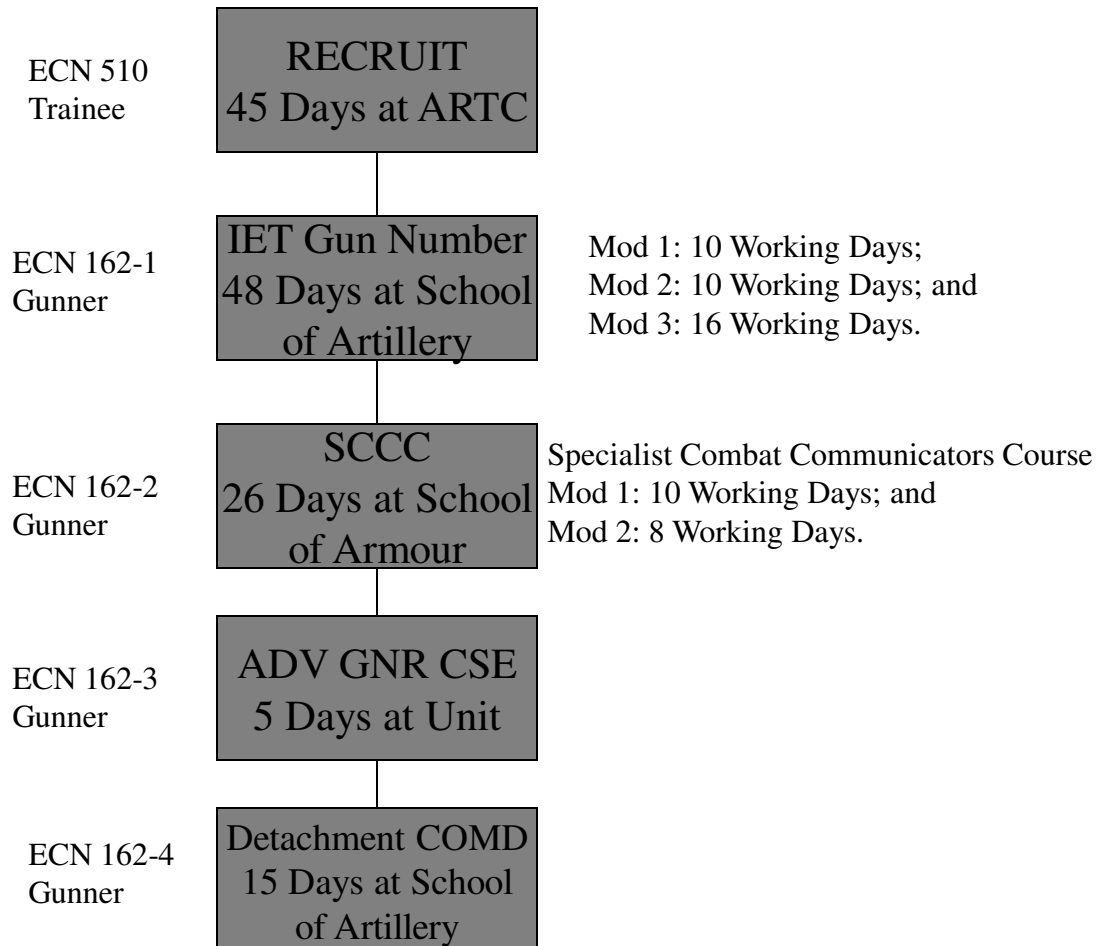 ECN 510
Trainee
RECRUIT
45 Days at ARTC
ECN 162-1
Gunner
IET Gun Number
48 Days at School
of Artillery
Mod 1: 10 Working Days;
Mod 2: 10 Working Days; and
Mod 3: 16 Working Days.
ECN 162-2
Gunner
SCCC
26 Days at School
of Armour
Specialist Combat Communicators Course
Mod 1: 10 Working Days; and
Mod 2: 8 Working Days.
ECN 162-3
Gunner
ADV GNR CSE
5 Days at Unit
ECN 162-4
Gunner
Detachment COMD
15 Days at School
of Artillery